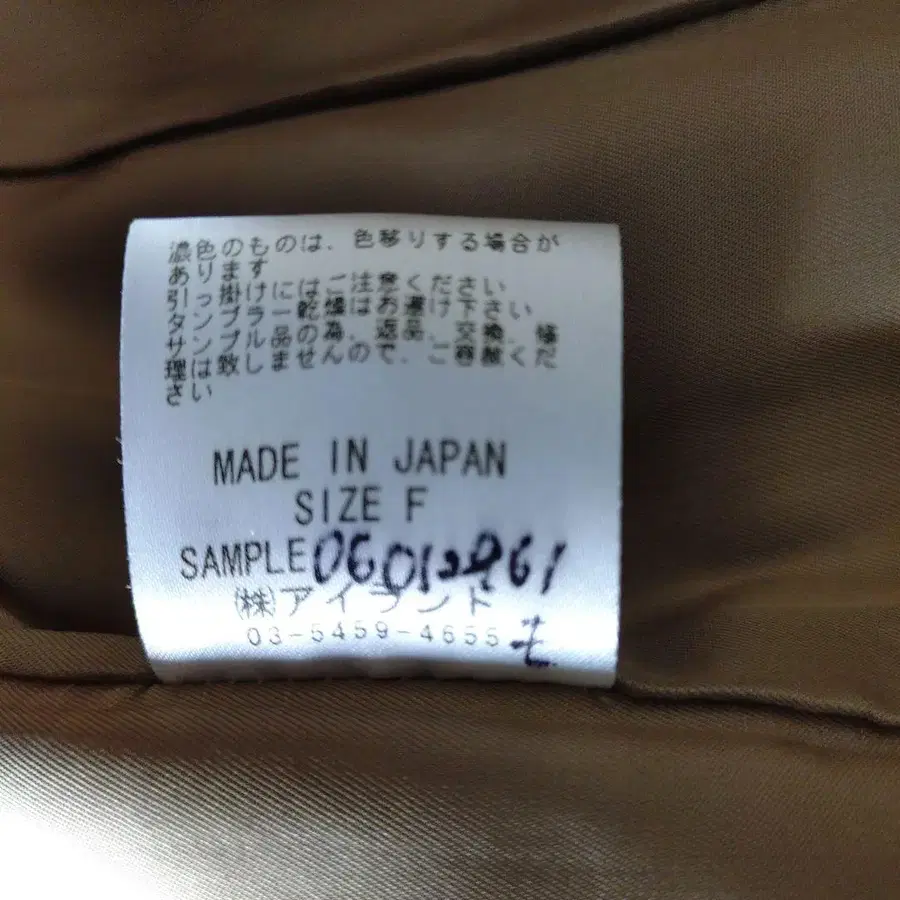 濃色のものは、色移りする場合が
あります
引っ掛けにはご注意ください
タンブラー乾燥はお避け下さい
サンプル品の為、返品、交換、修
理は致しませんので、ご容赦くだ
さい
MADE IN JAPAN
SIZE F
SAMPLE 06012961
㈱アイランド
03-5459-4655 モ